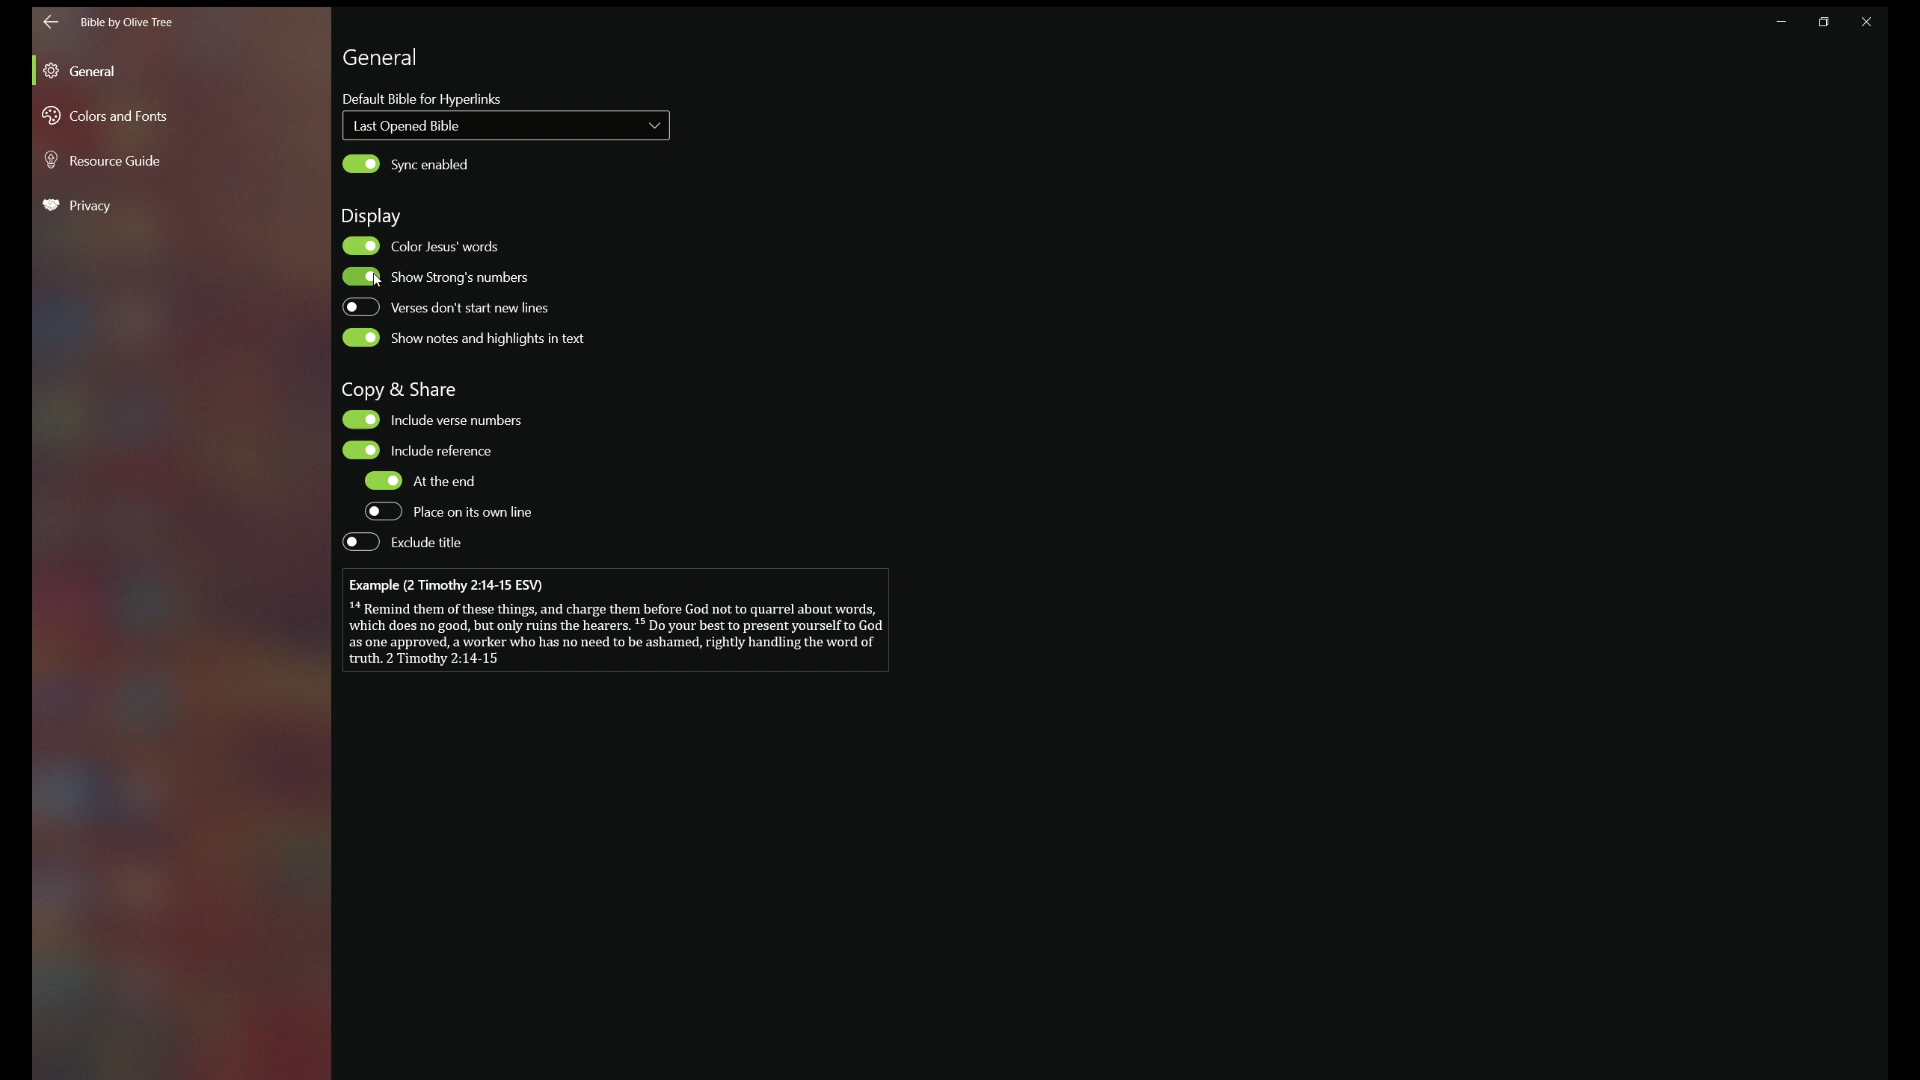 Bible by Olive Tree
General
Colors and Fonts
Resource Guide
Privacy
General
Default Bible for Hyperlinks
Last Opened Bible
Sync enabled
Display
Color Jesus' words
Show Strong's numbers
Verses don't start new lines
Show notes and highlights in text
Copy & Share
Include verse numbers
Include reference
At the end
Place on its own line
Exclude title
Example (2 Timothy 2:14-15 ESV)
14 Remind them of these things, and charge them before God not to quarrel about words,
which does no good, but only ruins the hearers. 15 Do your best to present yourself to God
as one approved, a worker who has no need to be ashamed, rightly handling the word of
truth. 2 Timothy 2:14-15